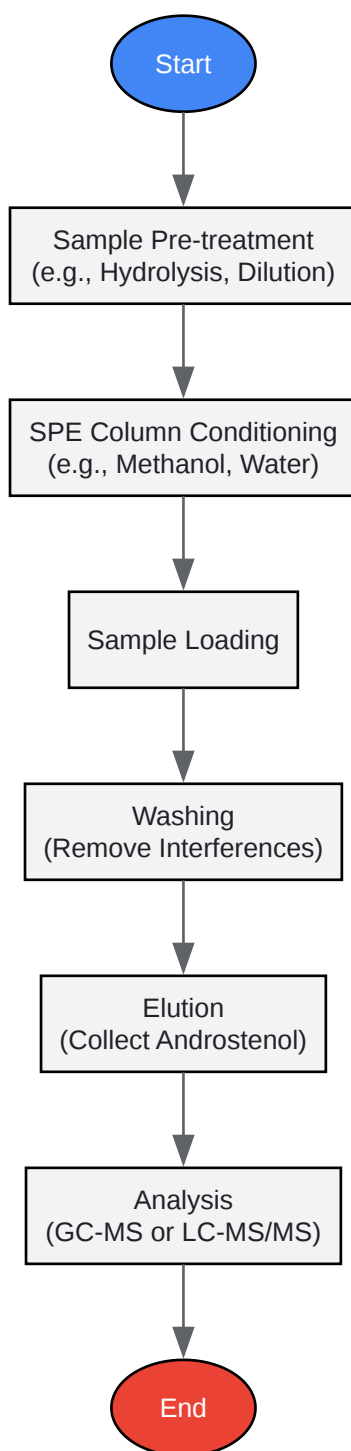 Start
Sample Pre-treatment
(e.g., Hydrolysis, Dilution)
SPE Column Conditioning
(e.g., Methanol, Water)
Sample Loading
Washing
(Remove Interferences)
Elution
(Collect Androstenol)
Analysis
(GC-MS or LC-MS/MS)
End